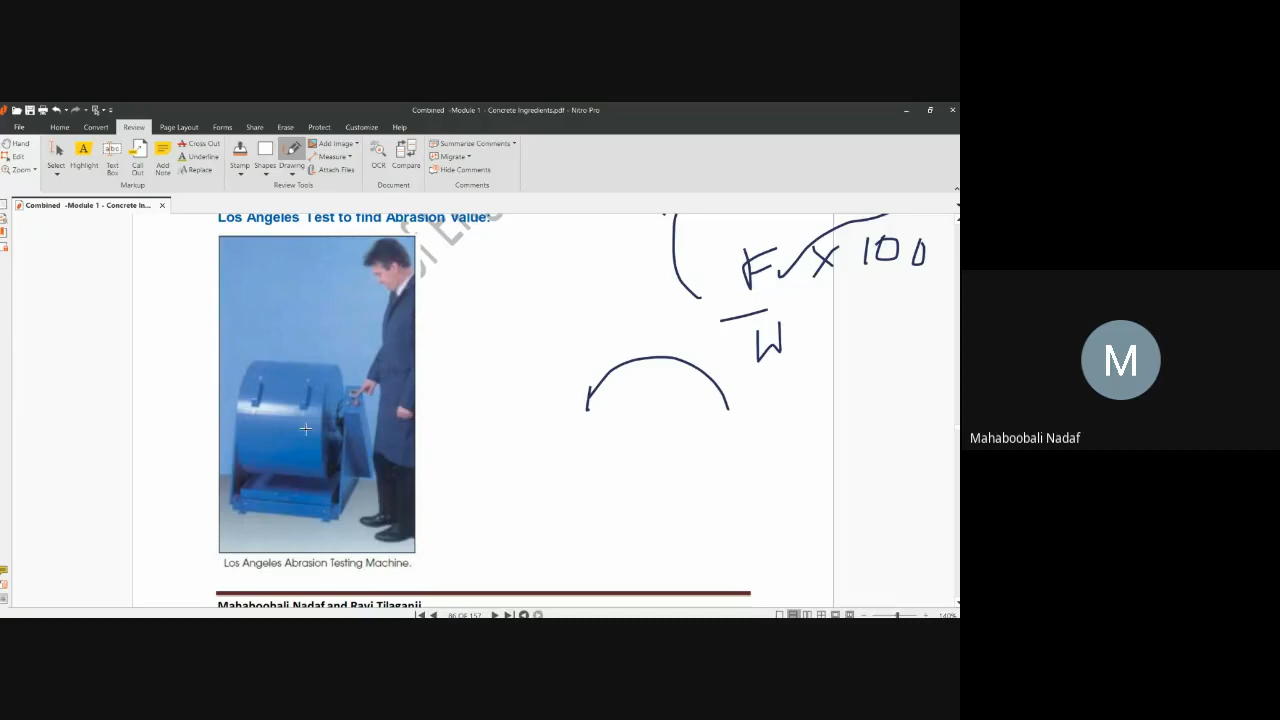 Combined -Module 1 - Concrete Ingredients.pdf - Nitro Pro
File Home Convert Review Page Layout Forms Share Erase Protect Customize Help
Hand
Edit
Zoom
Select
Highlight
Text Box
Call Out
Add Note
Cross Out
Underline
Replace
Markup
Stamp
Shapes
Drawing
Add Image
Measure
Attach Files
Review Tools
OCR
Compare
Document
Summarize Comments
Migrate
Hide Comments
Comments
Combined -Module 1 - Concrete In...
Los Angeles Test to find Abrasion Value:
F x 100
W
Los Angeles Abrasion Testing Machine.
Mahaboobali Nadaf and Ravi Tilaganji
86 OF 157
140%
M
Mahaboobali Nadaf